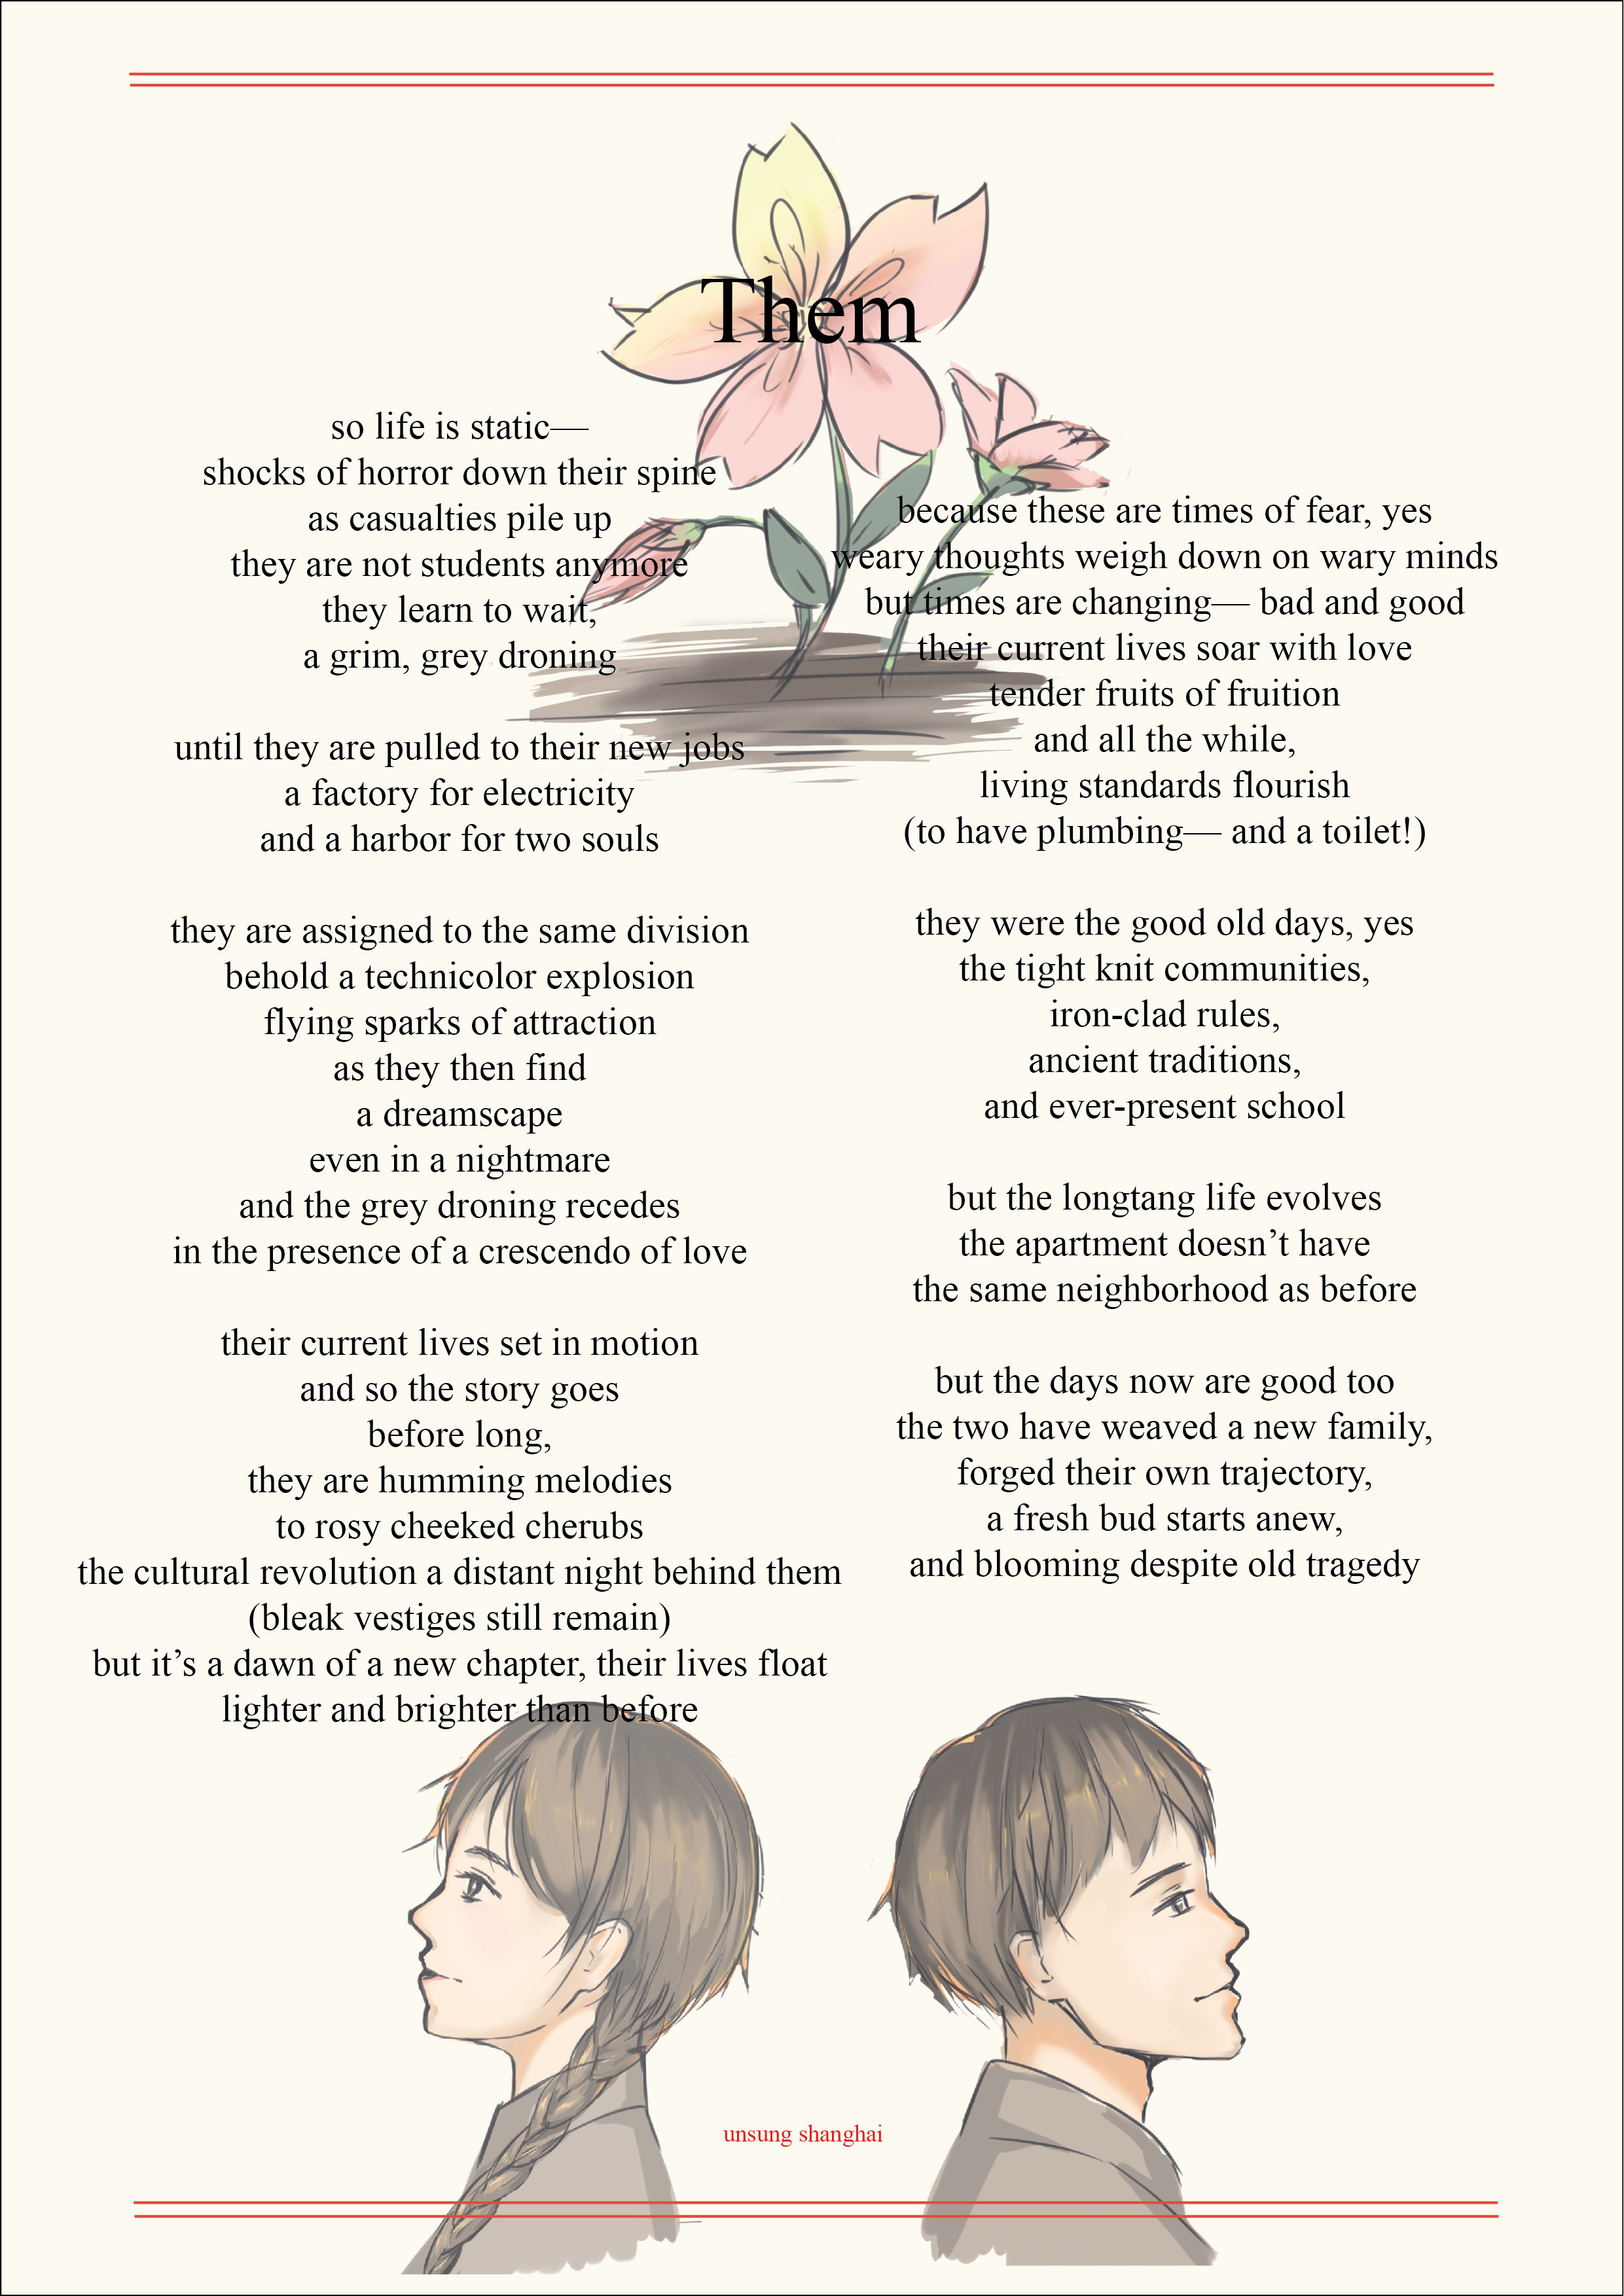 Them
so life is static—
shocks of horror down their spine
as casualties pile up
they are not students anymore
they learn to wait,
a grim, grey droning
until they are pulled to their new jobs
a factory for electricity
and a harbor for two souls
they are assigned to the same division
behold a technicolor explosion
flying sparks of attraction
as they then find
a dreamscape
even in a nightmare
and the grey droning recedes
in the presence of a crescendo of love
their current lives set in motion
and so the story goes
before long,
they are humming melodies
to rosy cheeked cherubs
the cultural revolution a distant night behind them
(bleak vestiges still remain)
but it’s a dawn of a new chapter, their lives float
lighter and brighter than before
because these are times of fear, yes
weary thoughts weigh down on wary minds
but times are changing— bad and good
their current lives soar with love
tender fruits of fruition
and all the while,
living standards flourish
(to have plumbing— and a toilet!)
they were the good old days, yes
the tight knit communities,
iron-clad rules,
ancient traditions,
and ever-present school
but the longtang life evolves
the apartment doesn’t have
the same neighborhood as before
but the days now are good too
the two have weaved a new family,
forged their own trajectory,
a fresh bud starts anew,
and blooming despite old tragedy
unsung shanghai